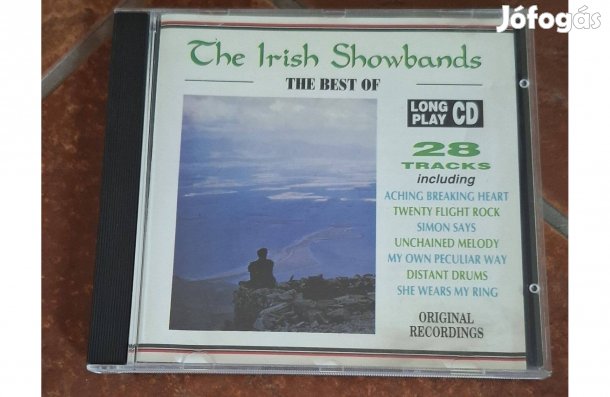 Jófogás
The Irish Showbands
THE BEST OF
LONG PLAY CD
28
TRACKS
including
ACHING BREAKING HEART
TWENTY FLIGHT ROCK
SIMON SAYS
UNCHAINED MELODY
MY OWN PECULIAR WAY
DISTANT DRUMS
SHE WEARS MY RING
ORIGINAL
RECORDINGS